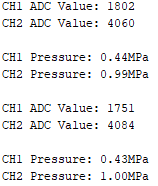 CH1 ADC Value: 1802
CH2 ADC Value: 4060
CH1 Pressure: 0.44MPa
CH2 Pressure: 0.99MPa
CH1 ADC Value: 1751
CH2 ADC Value: 4084
CH1 Pressure: 0.43MPa
CH2 Pressure: 1.00MPa